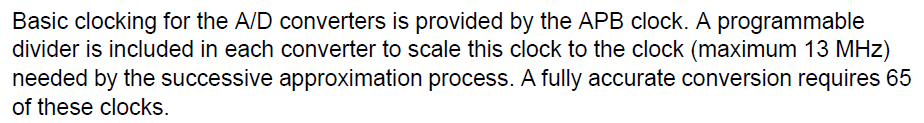 Basic clocking for the A/D converters is provided by the APB clock. A programmable
divider is included in each converter to scale this clock to the clock (maximum 13 MHz)
needed by the successive approximation process. A fully accurate conversion requires 65
of these clocks.